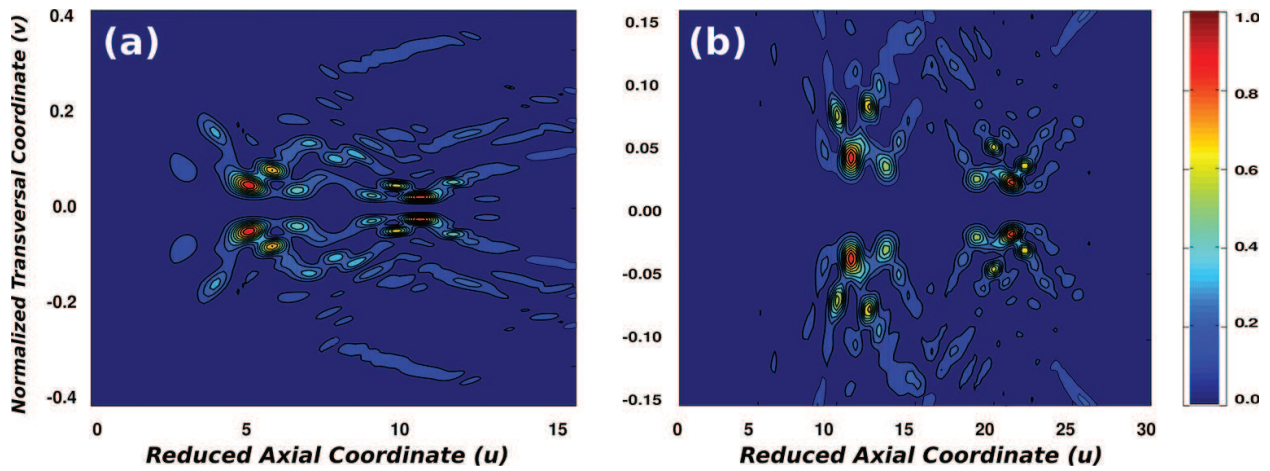 (a)
Normalized Transversal Coordinate (v)
0.4
0.2
0.0
-0.2
-0.4
0 5 10 15
Reduced Axial Coordinate (u)
(b)
0.15
0.10
0.05
0.00
-0.05
-0.10
-0.15
0 5 10 15 20 25 30
Reduced Axial Coordinate (u)
1.0
0.8
0.6
0.4
0.2
0.0